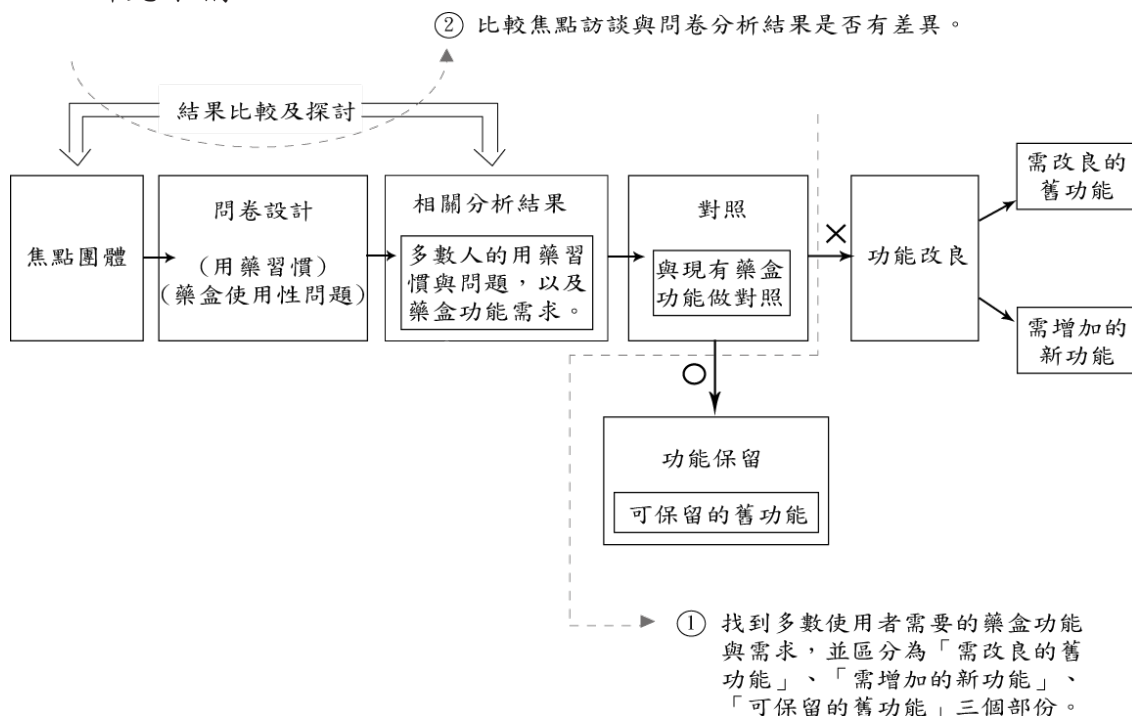 ② 比較焦點訪談與問卷分析結果是否有差異。
結果比較及探討
焦點團體
問卷設計
（用藥習慣）
（藥盒使用性問題）
相關分析結果
多數人的用藥習
慣與問題，以及
藥盒功能需求。
對照
與現有藥盒
功能做對照
×
功能改良
需改良的
舊功能
需增加的
新功能
○
功能保留
可保留的舊功能
① 找到多數使用者需要的藥盒功能
與需求，並區分為「需改良的舊
功能」、「需增加的新功能」、
「可保留的舊功能」三個部份。